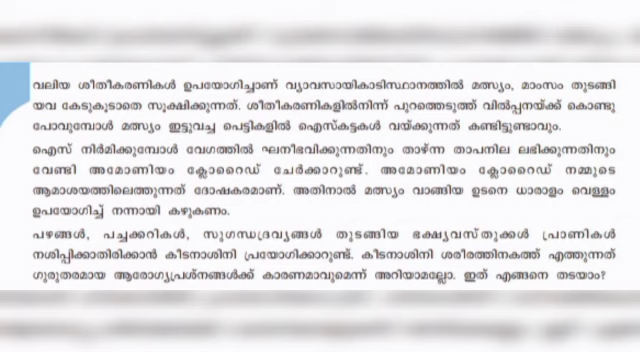 വലിയ ശീതീകരണികൾ ഉപയോഗിച്ചാണ് വ്യാവസായികാടിസ്ഥാനത്തിൽ മത്സ്യം, മാംസം തുടങ്ങി
യവ കേടുകൂടാതെ സൂക്ഷിക്കുന്നത്. ശീതീകരണികളിൽനിന്ന് പുറത്തെടുത്ത് വിൽപ്പനയ്ക്ക് കൊണ്ടു
പോവുമ്പോൾ മത്സ്യം ഇട്ടുവച്ച പെട്ടികളിൽ ഐസ്കട്ടകൾ വയ്ക്കുന്നത് കണ്ടിട്ടുണ്ടാവും.
ഐസ് നിർമിക്കുമ്പോൾ വേഗത്തിൽ ഘനീഭവിക്കുന്നതിനും താഴ്ന്ന താപനില ലഭിക്കുന്നതിനും
വേണ്ടി അമോണിയം ക്ലോറൈഡ് ചേർക്കാറുണ്ട്. അമോണിയം ക്ലോറൈഡ് നമ്മുടെ
ആമാശയത്തിലെത്തുന്നത് ദോഷകരമാണ്. അതിനാൽ മത്സ്യം വാങ്ങിയ ഉടനെ ധാരാളം വെള്ളം
ഉപയോഗിച്ച് നന്നായി കഴുകണം.
പഴങ്ങൾ, പച്ചക്കറികൾ, സുഗന്ധദ്രവ്യങ്ങൾ തുടങ്ങിയ ഭക്ഷ്യവസ്തുക്കൾ പ്രാണികൾ
നശിപ്പിക്കാതിരിക്കാൻ കീടനാശിനി പ്രയോഗിക്കാറുണ്ട്. കീടനാശിനി ശരീരത്തിനകത്ത് എത്തുന്നത്
ഗുരുതരമായ ആരോഗ്യപ്രശ്നങ്ങൾക്ക് കാരണമാവുമെന്ന് അറിയാമല്ലോ. ഇത് എങ്ങനെ തടയാം?